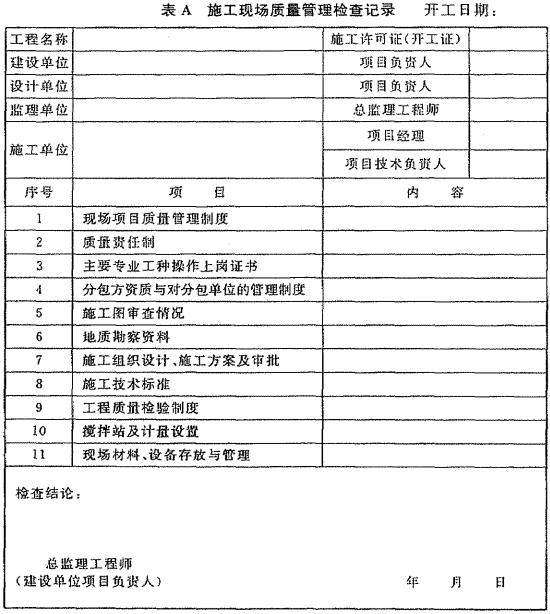 表 A 施工现场质量管理检查记录 开工日期：
工程名称 施工许可证(开工证)
建设单位 项目负责人
设计单位 项目负责人
监理单位 总监理工程师
施工单位 项目经理
项目技术负责人
序号 项 目 内 容
1 现场项目质量管理制度
2 质量责任制
3 主要专业工种操作上岗证书
4 分包方资质与对分包单位的管理制度
5 施工图审查情况
6 地质勘察资料
7 施工组织设计、施工方案及审批
8 施工技术标准
9 工程质量检验制度
10 搅拌站及计量设置
11 现场材料、设备存放与管理
检查结论：
总监理工程师
(建设单位项目负责人) 年 月 日